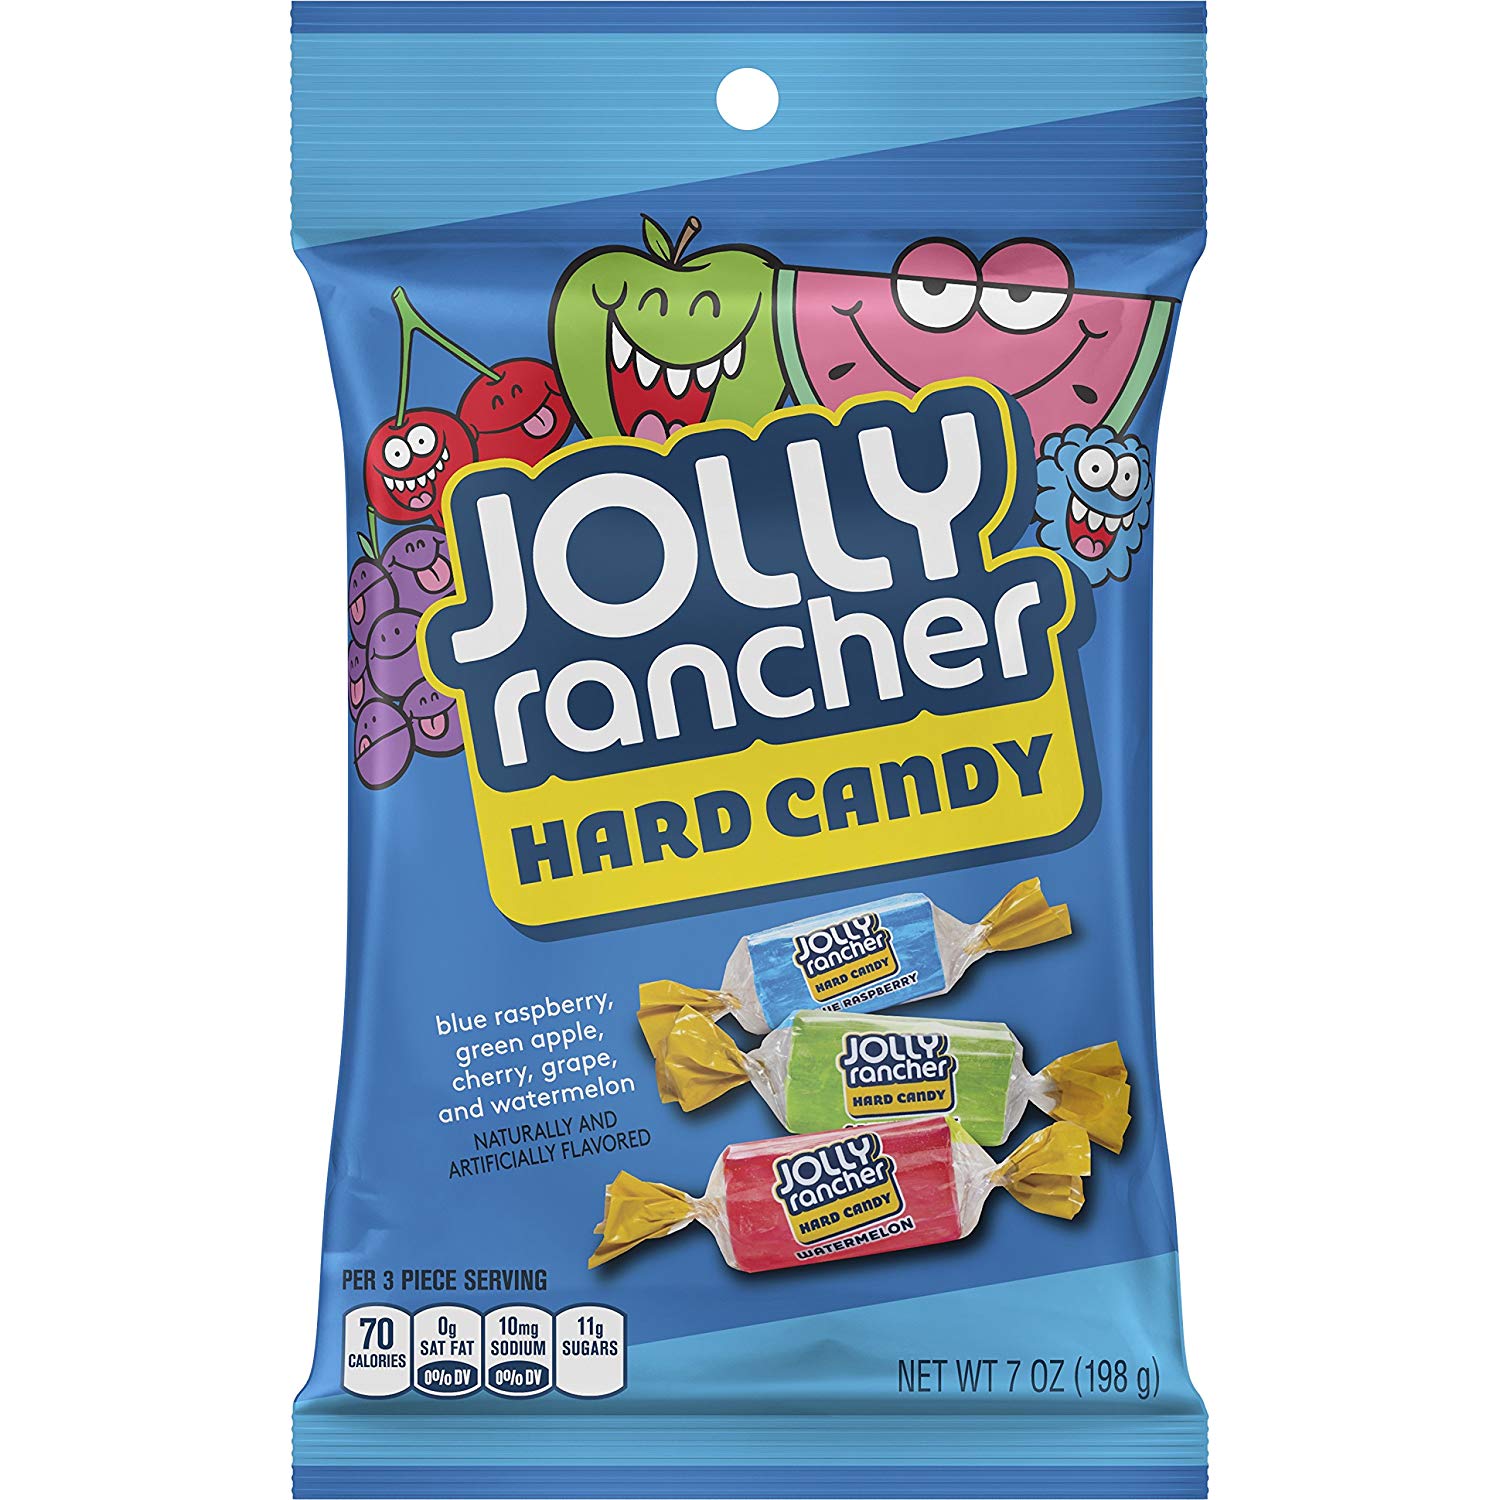 JOLLY
rancher
HARD CANDY
JOLLY
rancher
HARD CANDY
RASPBERRY
JOLLY
rancher
HARD CANDY
JOLLY
rancher
HARD CANDY
WATERMELON
blue raspberry,
green apple,
cherry, grape,
and watermelon
NATURALLY AND
ARTIFICIALLY FLAVORED
PER 3 PIECE SERVING
70
CALORIES
0g
SAT FAT
0% DV
10mg
SODIUM
0% DV
11g
SUGARS
NET WT 7 OZ (198 g)